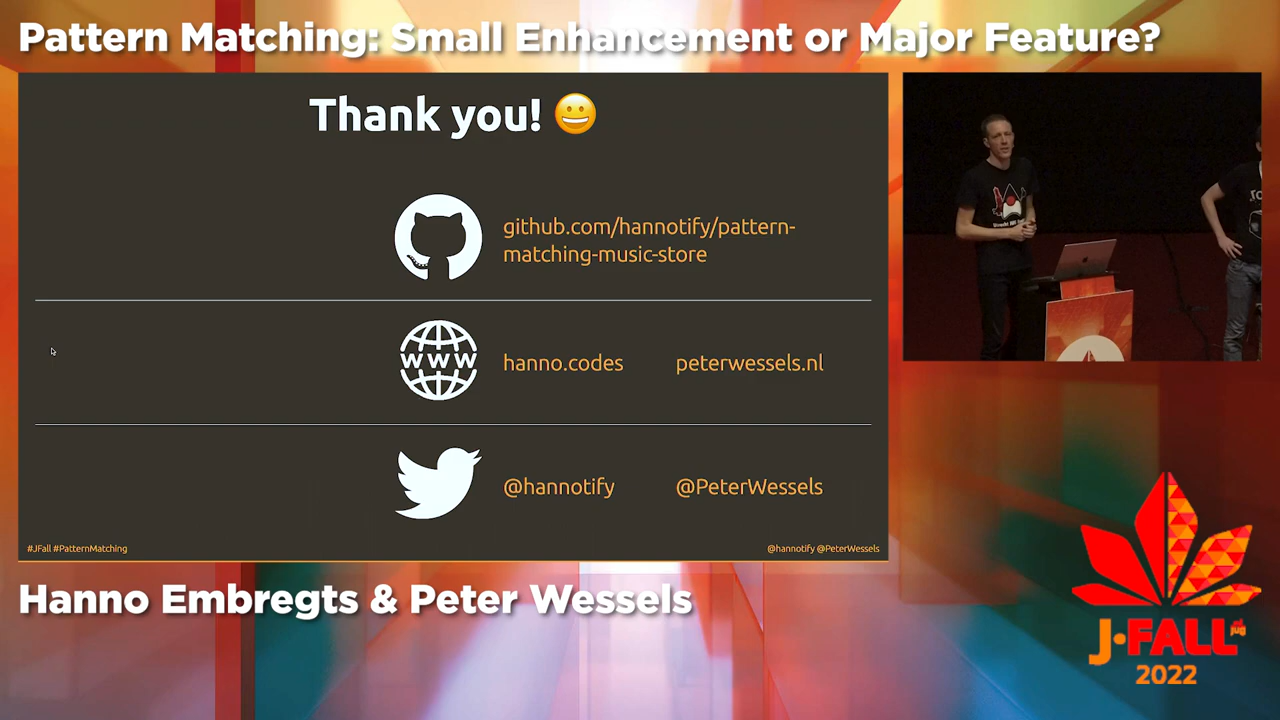 Pattern Matching: Small Enhancement or Major Feature?
Thank you! 😀
github.com/hannotify/pattern-
matching-music-store
WWW
hanno.codes peterwessels.nl
@hannotify @PeterWessels
#JFall #PatternMatching @hannotify @PeterWessels
Hanno Embregts & Peter Wessels
J•FALL
2022